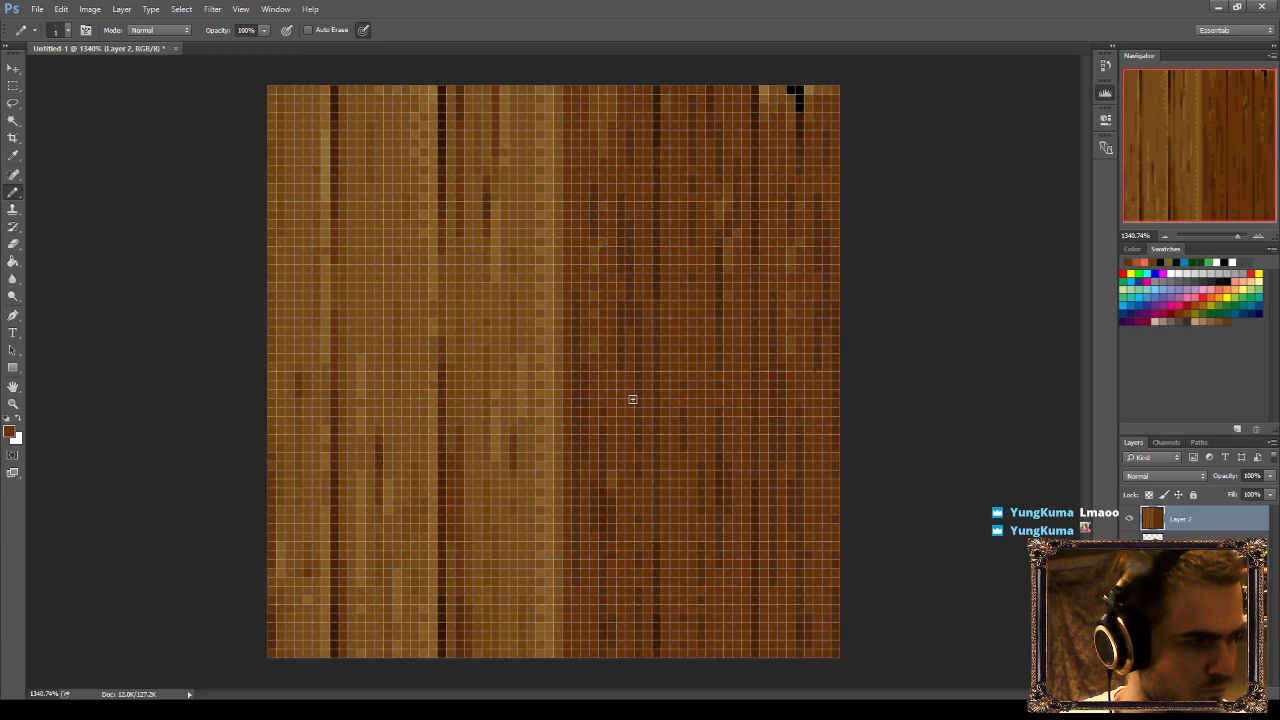 Ps File Edit Image Layer Type Select Filter View Window Help
1 Mode: Normal Opacity: 100% Auto Erase Essentials
Untitled-1 @ 1340% (Layer 2, RGB/8) * ×
Navigator
1340.74%
Color Swatches
Layers Channels Paths
Kind
Normal Opacity: 100%
Lock: Fill: 100%
YungKuma Lmaoo
Layer 2
YungKuma
1340.74% Doc: 12.0K/127.2K